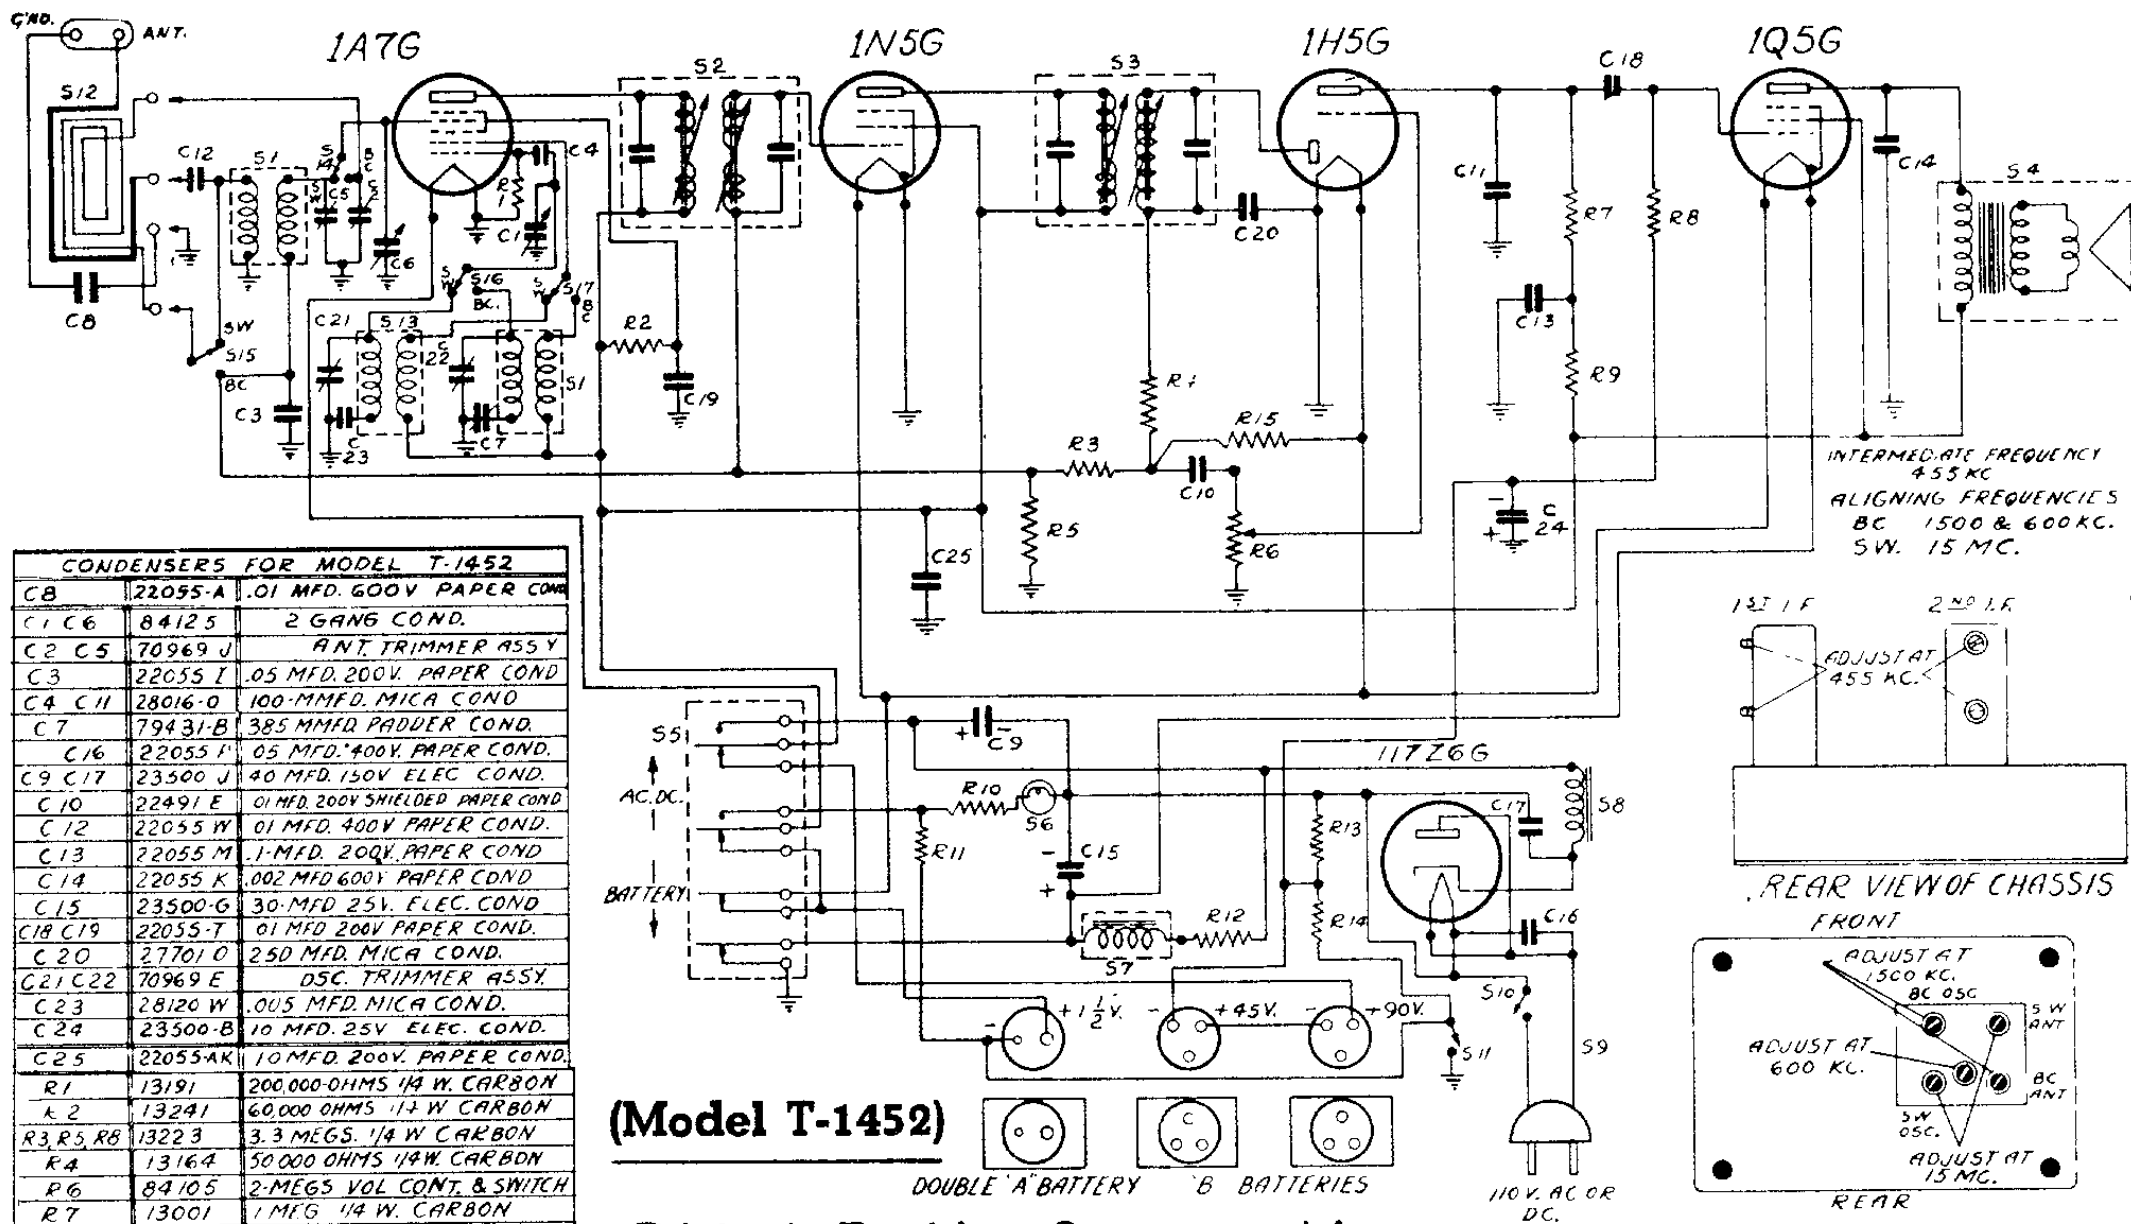 G'ND.
ANT.
1A7G
1N5G
1H5G
1Q5G
C18
S12
S2
S3
C12
S1
S14
BC
SW
C5
C2
R1
C4
C1
C6
C20
C11
R7
R8
C14
S4
C8
SW
S16
BC.
SW
S17
BC
C21
S13
C22
S1
R2
C13
SW
S15
BC
C3
C23
C7
C19
R15
R9
R3
C10
R5
R6
C25
C24
- +
INTERMEDIATE FREQUENCY
455 KC
ALIGNING FREQUENCIES
BC 1500 & 600 KC.
SW. 15 MC.
CONDENSERS FOR MODEL T-1452
C8 22055-A .01 MFD. 600V PAPER COND
C1 C6 84125 2 GANG COND.
C2 C5 70969 J ANT. TRIMMER ASSY
C3 22055 I .05 MFD. 200V. PAPER COND
C4 C11 28016-O 100-MMFD. MICA COND
C7 79431-B 385 MMFD. PADDER COND.
C16 22055 05 MFD. 400V. PAPER COND.
C9 C17 23500 J 40 MFD. 150V ELEC COND.
C10 22491 E 01 MFD. 200V SHIELDED PAPER COND
C12 22055 W 01 MFD. 400V PAPER COND.
C13 22055 M .1-MFD. 200V. PAPER COND
C14 22055 K .002 MFD 600V PAPER COND
C15 23500-G 30-MFD 25V. ELEC. COND
C18 C19 22055-T 01 MFD 200V PAPER COND.
C20 27701 O 250 MFD. MICA COND.
C21 C22 70969 E OSC. TRIMMER ASSY.
C23 28120 W .005 MFD. MICA COND.
C24 23500-B 10 MFD. 25V ELEC. COND.
C25 22055-AK 10 MFD. 200V. PAPER COND.
R1 13191 200,000-OHMS 1/4 W. CARBON
R2 13241 60,000 OHMS 1/4 W CARBON
R3, R5, R8 13223 3.3 MEGS. 1/4 W CARBON
R4 13164 50000 OHMS 1/4 W. CARBON
R6 84105 2-MEGS VOL CONT. & SWITCH
R7 13001 1 MEG 1/4 W. CARBON
S5
AC. DC.
BATTERY
+ C9 -
R10
S6
R11
- C15 +
S7
R12
R13
R14
117Z6G
C17
S8
C16
S10
S11
S9
- +1 1/2 V.
- +45V.
- +90V.
(Model T-1452)
DOUBLE "A" BATTERY
"B" BATTERIES
C
110 V. AC OR
DC.
1ST I F
2ND I.F.
ADJUST AT
455 KC.
REAR VIEW OF CHASSIS
FRONT
ADJUST AT
1500 KC.
BC OSC
SW
ANT
ADJUST AT
600 KC.
BC
ANT
SW
OSC.
ADJUST AT
15 MC.
REAR